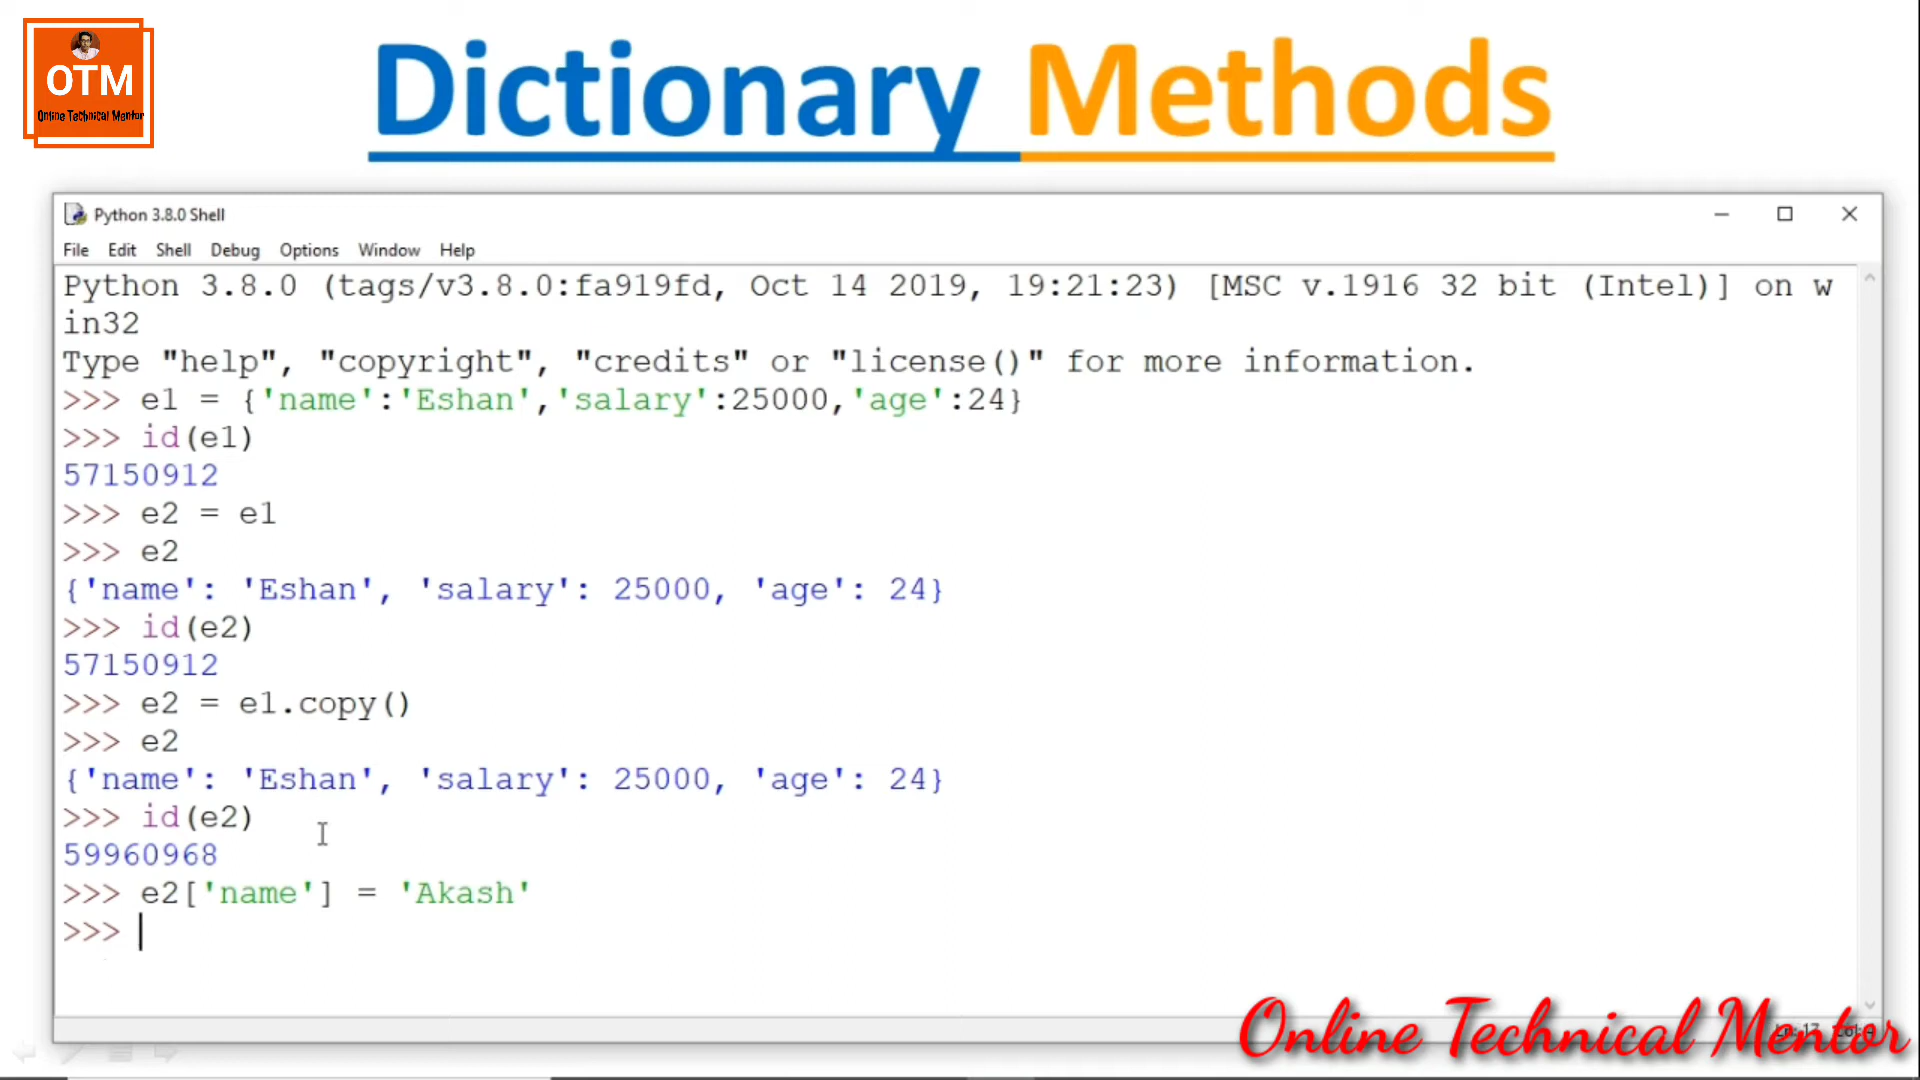 OTM
Online Technical Mentor
Dictionary Methods
Python 3.8.0 Shell
File Edit Shell Debug Options Window Help
Python 3.8.0 (tags/v3.8.0:fa919fd, Oct 14 2019, 19:21:23) [MSC v.1916 32 bit (Intel)] on w
in32
Type "help", "copyright", "credits" or "license()" for more information.
>>> e1 = {'name':'Eshan','salary':25000,'age':24}
>>> id(e1)
57150912
>>> e2 = e1
>>> e2
{'name': 'Eshan', 'salary': 25000, 'age': 24}
>>> id(e2)
57150912
>>> e2 = e1.copy()
>>> e2
{'name': 'Eshan', 'salary': 25000, 'age': 24}
>>> id(e2)
59960968
>>> e2['name'] = 'Akash'
>>>
Online Technical Mentor